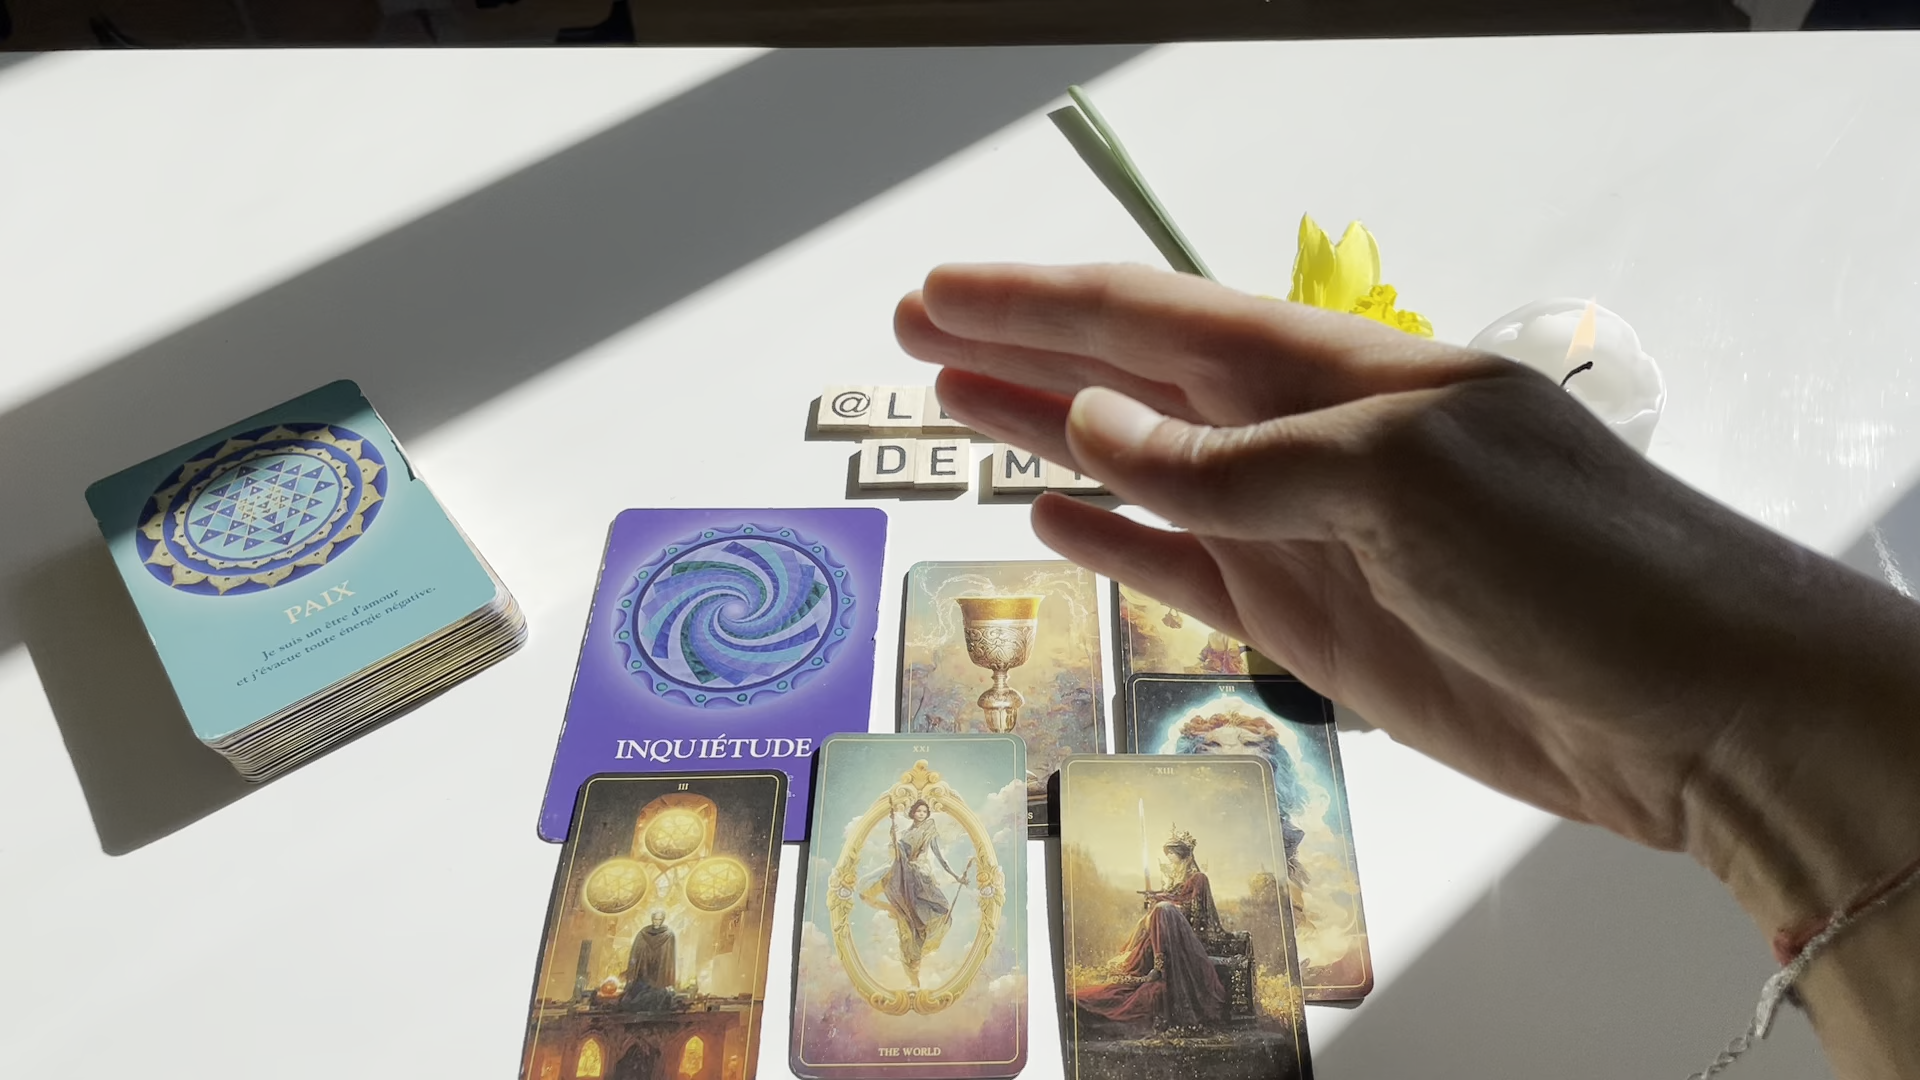 @L
DE M
PAIX
Je suis un être d'amour
et j'évacue toute énergie négative.
INQUIÉTUDE
VIII
III
XXI
XIII
THE WORLD